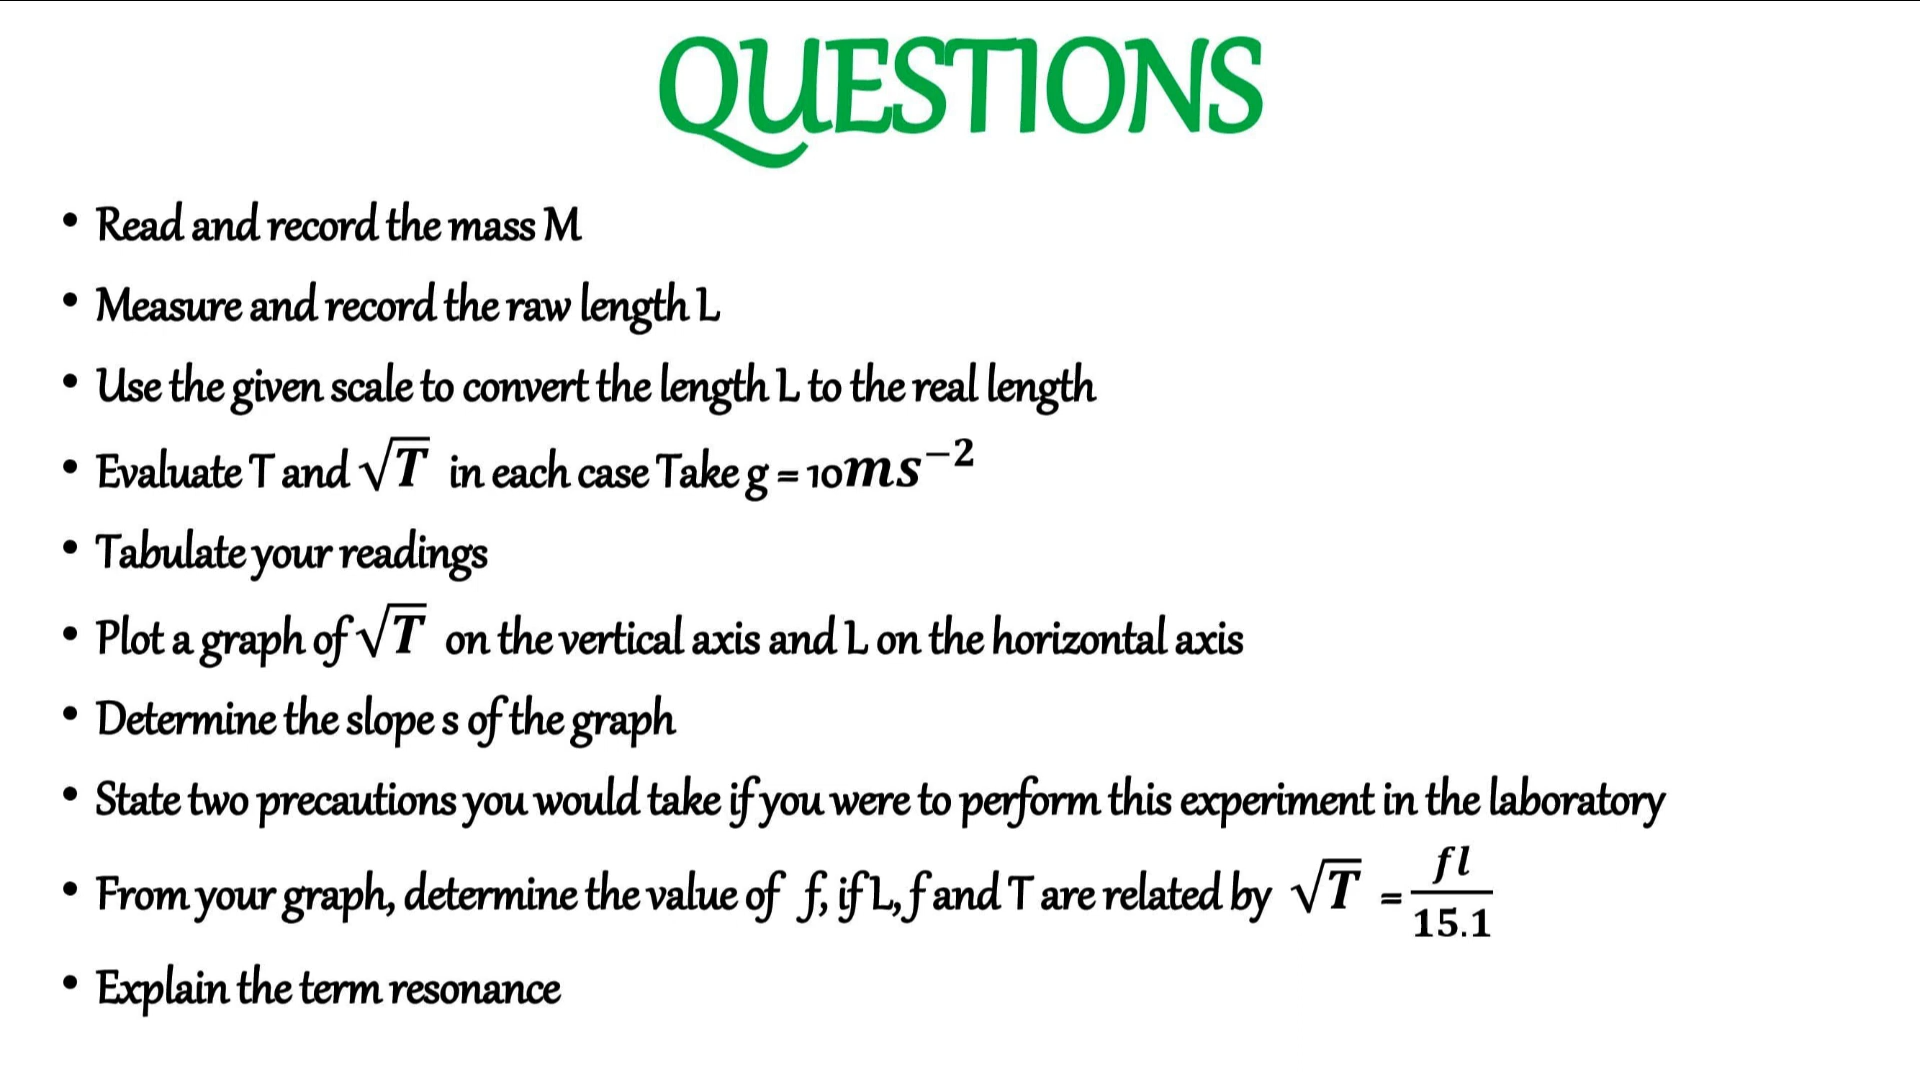 QUESTIONS
• Read and record the mass M
• Measure and record the raw length L
• Use the given scale to convert the length L to the real length
• Evaluate T and √T in each case Take g = 10ms⁻²
• Tabulate your readings
• Plot a graph of √T on the vertical axis and L on the horizontal axis
• Determine the slope s of the graph
• State two precautions you would take if you were to perform this experiment in the laboratory
• From your graph, determine the value of f, if L, f and T are related by √T = fl/15.1
• Explain the term resonance